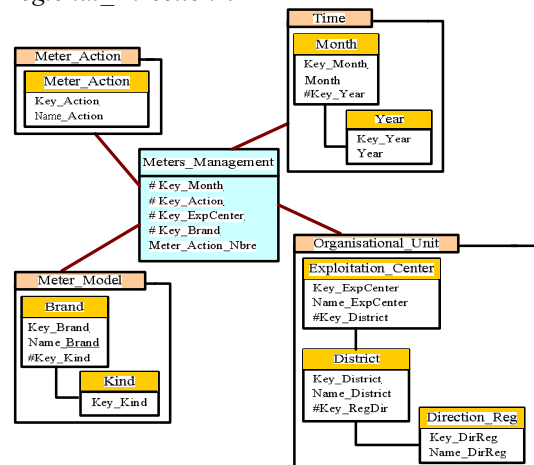 Time
Month
Key_Month
Month
#Key_Year
Year
Key_Year
Year
Meter_Action
Meter_Action
Key_Action
Name_Action
Meters_Management
# Key_Month
# Key_Action
# Key_ExpCenter
# Key_Brand
Meter_Action_Nbre
Organisational_Unit
Exploitation_Center
Key_ExpCenter
Name_ExpCenter
#Key_District
District
Key_District
Name_District
#Key_RegDir
Direction_Reg
Key_DirReg
Name_DirReg
Meter_Model
Brand
Key_Brand
Name_Brand
#Key_Kind
Kind
Key_Kind